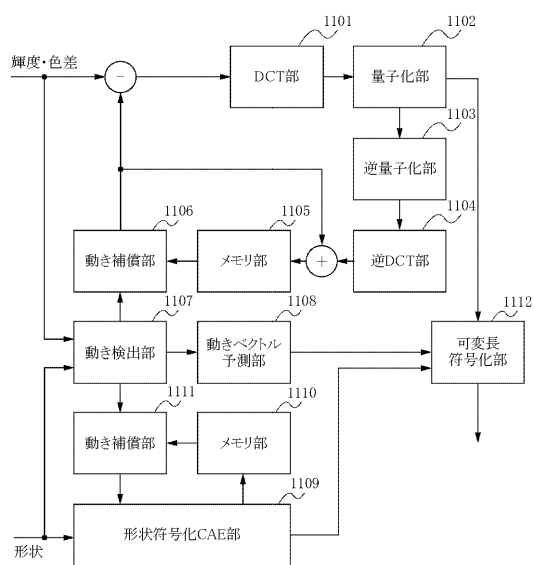 1101
1102
輝度・色差
-
DCT部
量子化部
1103
逆量子化部
1106
1105
1104
動き補償部
メモリ部
+
逆DCT部
1107
1108
1112
動き検出部
動きベクトル
予測部
可変長
符号化部
1111
1110
動き補償部
メモリ部
1109
形状符号化CAE部
形状